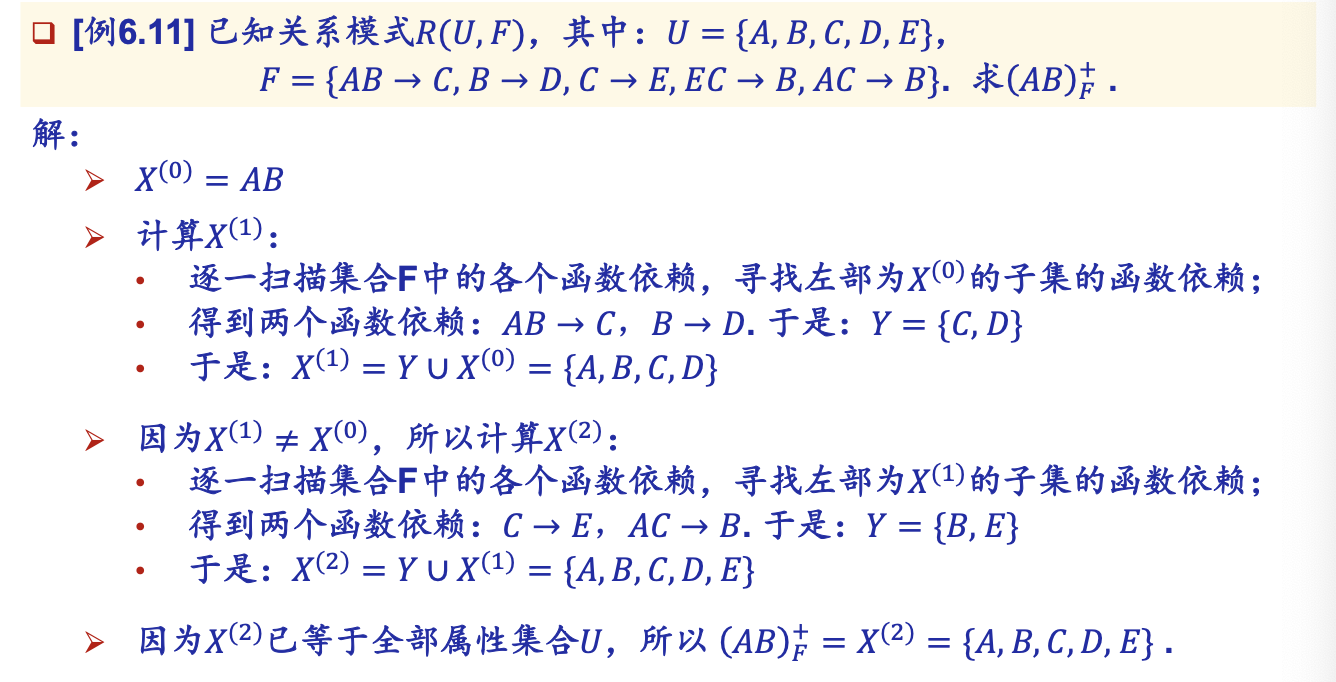 [例6.11] 已知关系模式R(U, F)，其中：U = {A, B, C, D, E}，
F = {AB → C, B → D, C → E, EC → B, AC → B}. 求(AB)_F^+ .
解：
➢ X^(0) = AB
➢ 计算X^(1)：
• 逐一扫描集合F中的各个函数依赖，寻找左部为X^(0)的子集的函数依赖；
• 得到两个函数依赖：AB → C，B → D. 于是：Y = {C, D}
• 于是：X^(1) = Y ∪ X^(0) = {A, B, C, D}
➢ 因为X^(1) ≠ X^(0)，所以计算X^(2)：
• 逐一扫描集合F中的各个函数依赖，寻找左部为X^(1)的子集的函数依赖；
• 得到两个函数依赖：C → E，AC → B. 于是：Y = {B, E}
• 于是：X^(2) = Y ∪ X^(1) = {A, B, C, D, E}
➢ 因为X^(2)已等于全部属性集合U，所以 (AB)_F^+ = X^(2) = {A, B, C, D, E} .